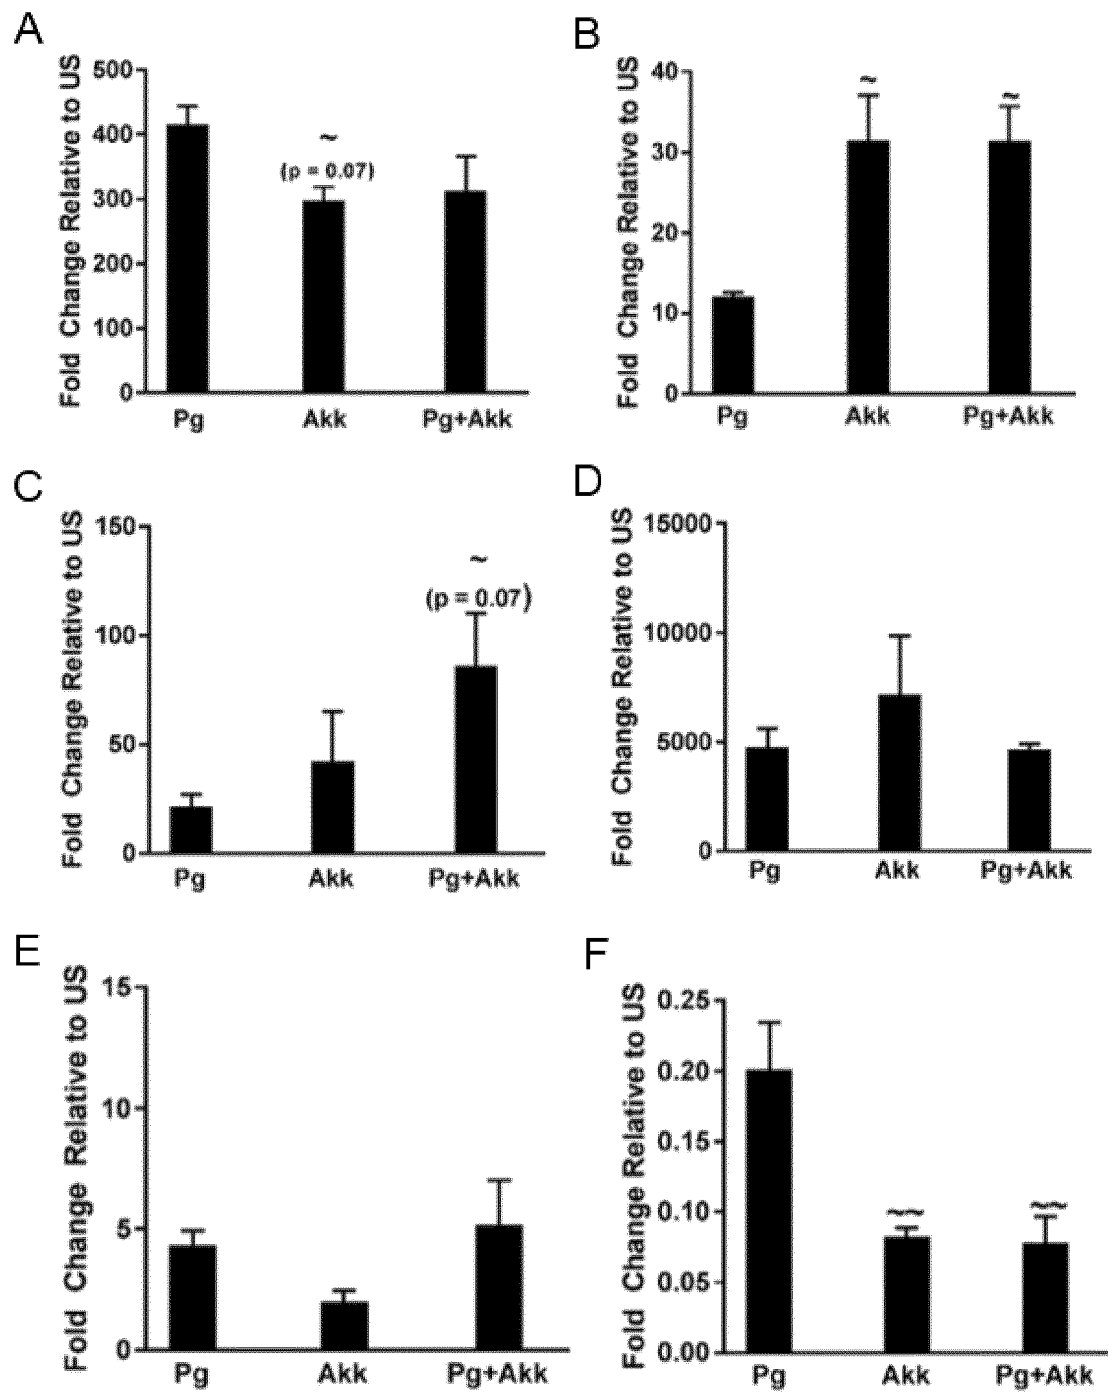 A
Fold Change Relative to US
500
400
300
200
100
0
~
(p = 0.07)
Pg
Akk
Pg+Akk
B
Fold Change Relative to US
40
30
20
10
0
~
~
Pg
Akk
Pg+Akk
C
Fold Change Relative to US
150
100
50
0
~
(p = 0.07)
Pg
Akk
Pg+Akk
D
Fold Change Relative to US
15000
10000
5000
0
Pg
Akk
Pg+Akk
E
Fold Change Relative to US
15
10
5
0
Pg
Akk
Pg+Akk
F
Fold Change Relative to US
0.25
0.20
0.15
0.10
0.05
0.00
~~
~~
Pg
Akk
Pg+Akk